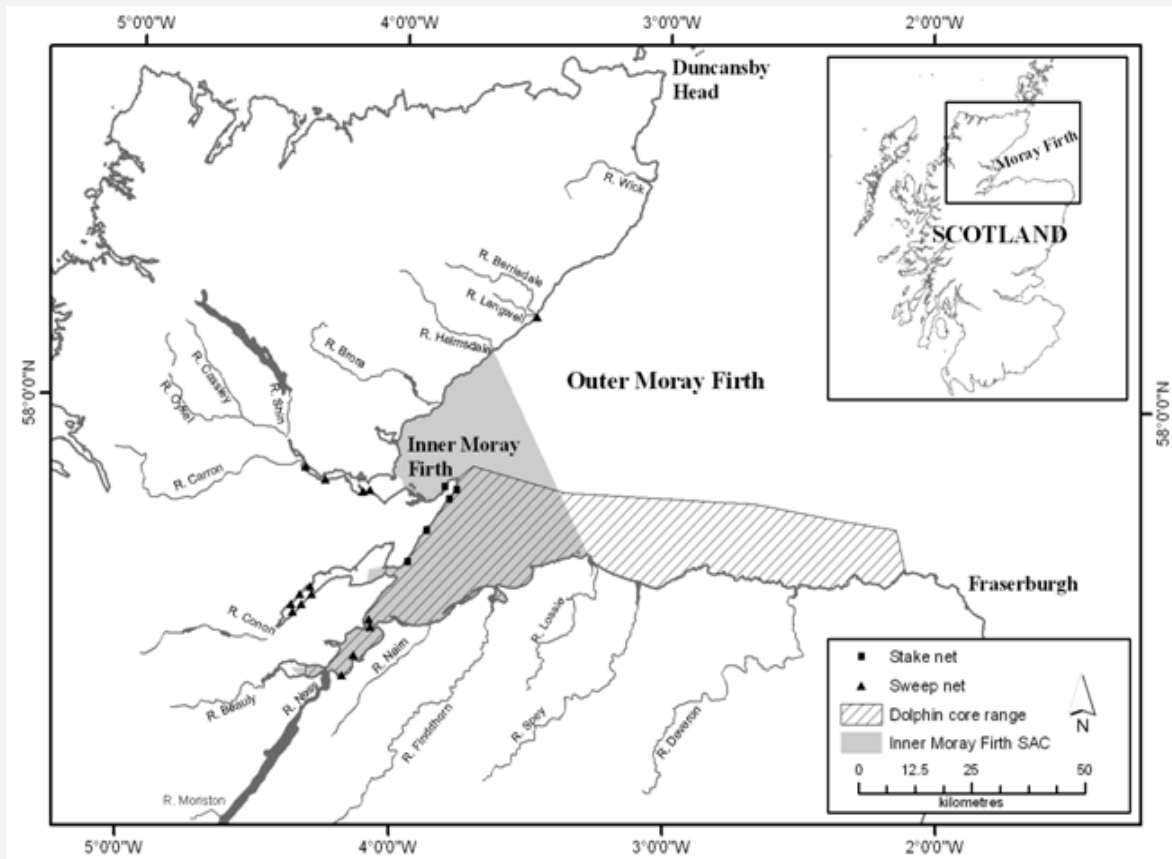 5°0'0"W 4°0'0"W 3°0'0"W 2°0'0"W
Duncansby
Head
Moray Firth
R. Wick
SCOTLAND
R. Berriedale
R. Langwell
R. Helmsdale
R. Brora
R. Cassley
R. Oykel
R. Shin
58°0'0"N
Outer Moray Firth
58°0'0"N
Inner Moray
Firth
R. Carron
Fraserburgh
R. Conon
R. Lossie
R. Nairn
R. Beauly
R. Ness
R. Findhorn
R. Spey
R. Deveron
R. Moriston
Stake net
Sweep net
Dolphin core range
Inner Moray Firth SAC
N
0 12.5 25 50
kilometres
5°0'0"W 4°0'0"W 3°0'0"W 2°0'0"W